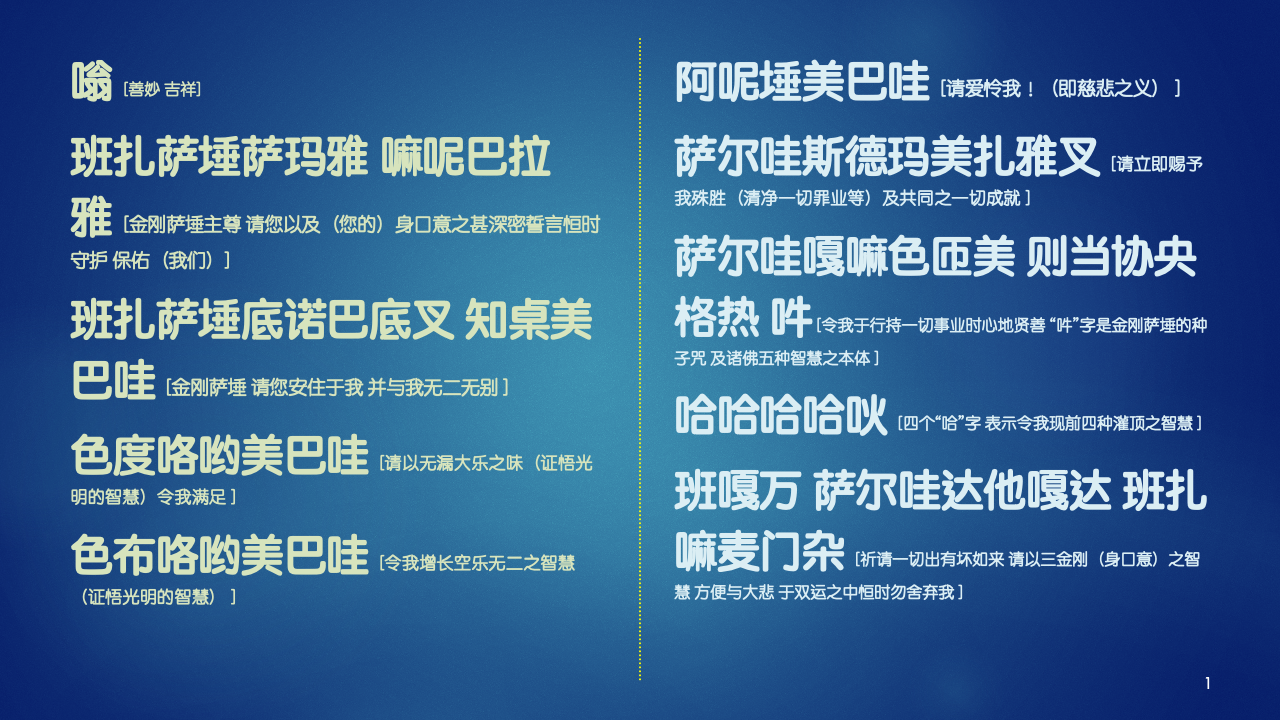 嗡 [善妙 吉祥]
班扎萨埵萨玛雅 嘛呢巴拉
雅 [金刚萨埵主尊 请您以及（您的）身口意之甚深密誓言恒时
守护 保佑（我们）]
班扎萨埵底诺巴底叉 知桌美
巴哇 [金刚萨埵 请您安住于我 并与我无二无别 ]
色度咯哟美巴哇 [请以无漏大乐之味（证悟光
明的智慧）令我满足 ]
色布咯哟美巴哇 [令我增长空乐无二之智慧
（证悟光明的智慧） ]
阿呢埵美巴哇 [请爱怜我！（即慈悲之义） ]
萨尔哇斯德玛美扎雅叉 [请立即赐予
我殊胜（清净一切罪业等）及共同之一切成就 ]
萨尔哇嘎嘛色匝美 则当协央
格热 吽 [令我于行持一切事业时心地贤善 “吽”字是金刚萨埵的种
子咒 及诸佛五种智慧之本体 ]
哈哈哈哈吙 [四个“哈”字 表示令我现前四种灌顶之智慧 ]
班嘎万 萨尔哇达他嘎达 班扎
嘛麦门杂 [祈请一切出有坏如来 请以三金刚（身口意）之智
慧 方便与大悲 于双运之中恒时勿舍弃我 ]
1